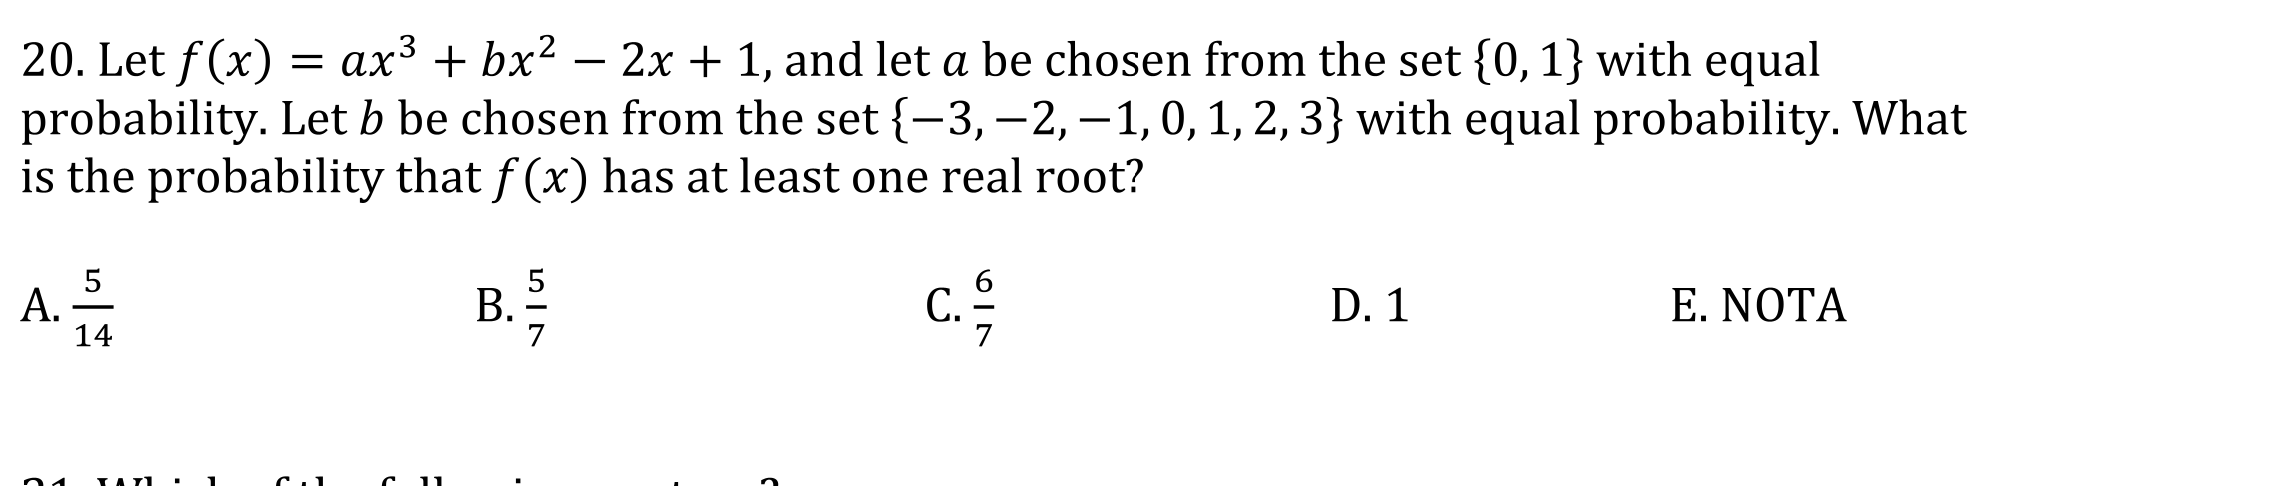 20. Let f(x) = ax³ + bx² − 2x + 1, and let a be chosen from the set {0, 1} with equal
probability. Let b be chosen from the set {−3, −2, −1, 0, 1, 2, 3} with equal probability. What
is the probability that f(x) has at least one real root?
A. 5/14 B. 5/7 C. 6/7 D. 1 E. NOTA